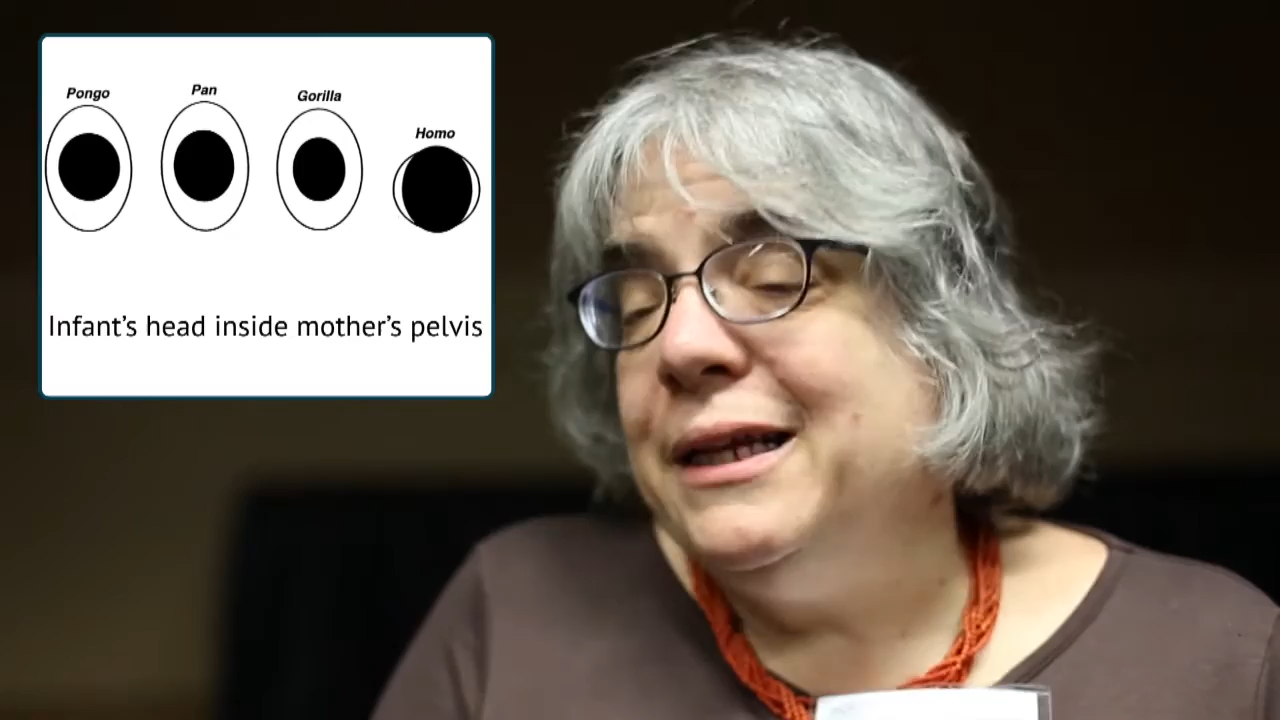 Pongo
Pan
Gorilla
Homo
Infant’s head inside mother’s pelvis